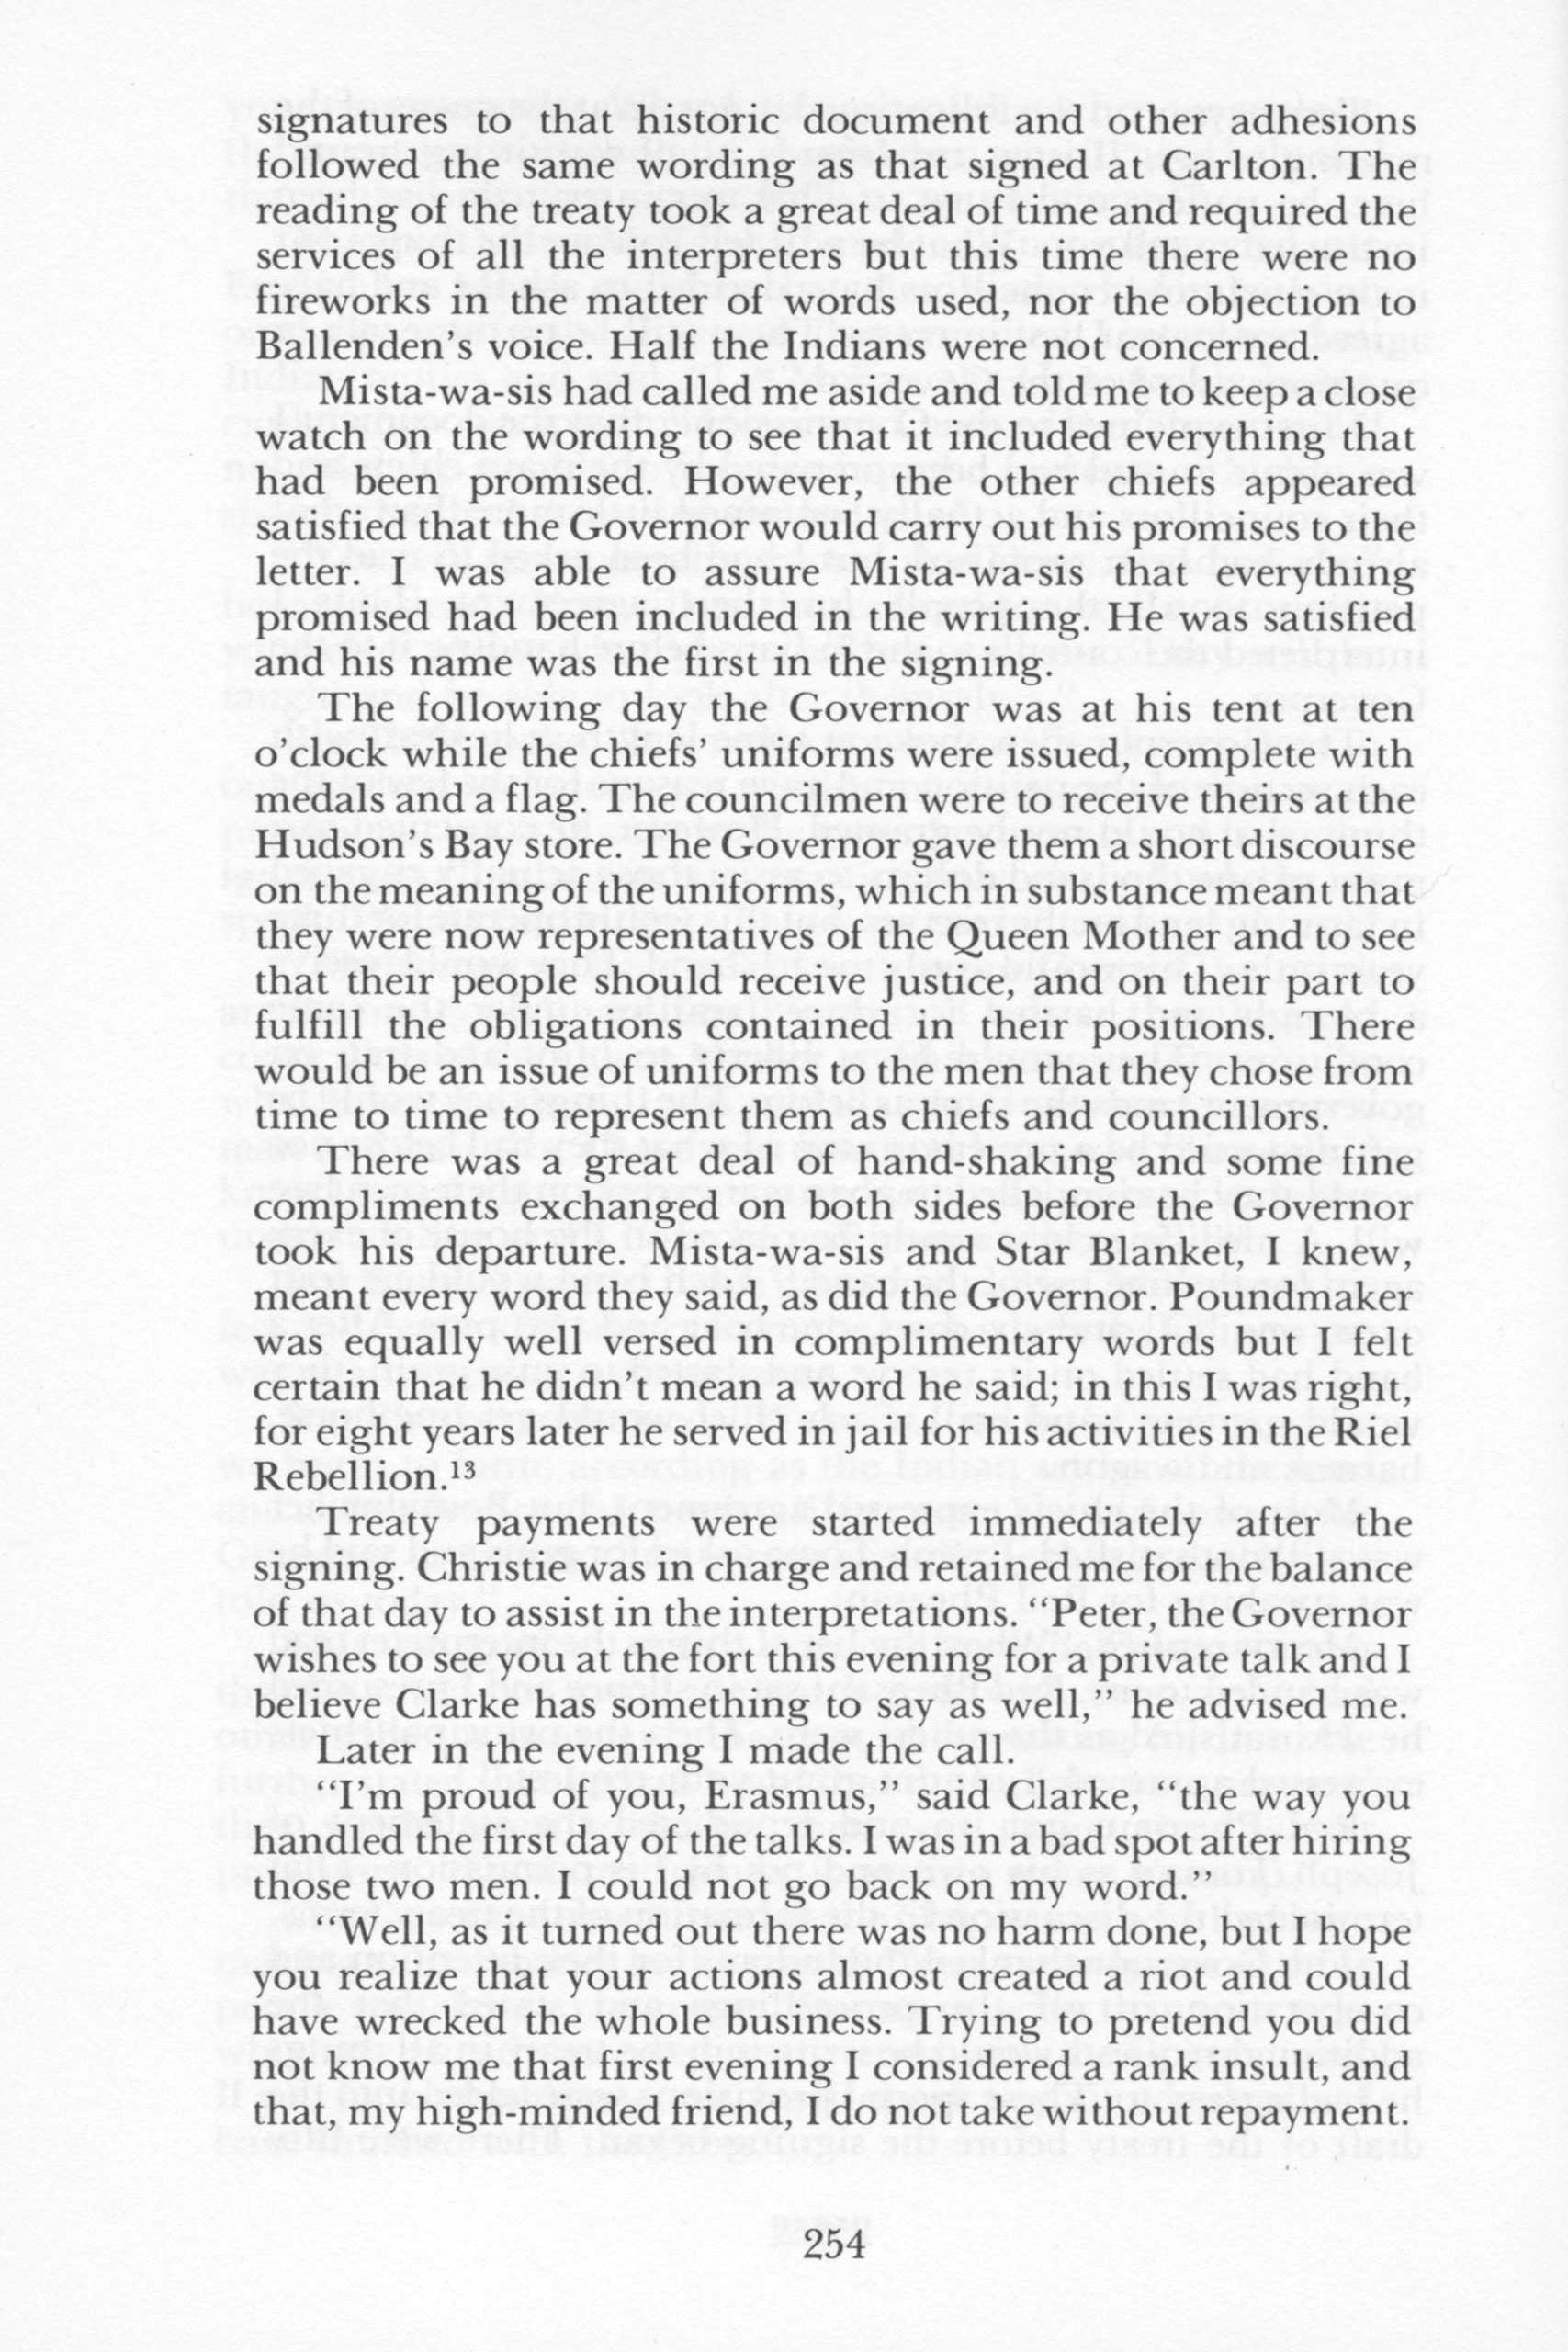 signatures to that historic document and other adhesions
followed the same wording as that signed at Carlton. The
reading of the treaty took a great deal of time and required the
services of all the interpreters but this time there were no
fireworks in the matter of words used, nor the objection to
Ballenden's voice. Half the Indians were not concerned.
Mista-wa-sis had called me aside and told me to keep a close
watch on the wording to see that it included everything that
had been promised. However, the other chiefs appeared
satisfied that the Governor would carry out his promises to the
letter. I was able to assure Mista-wa-sis that everything
promised had been included in the writing. He was satisfied
and his name was the first in the signing.
The following day the Governor was at his tent at ten
o'clock while the chiefs' uniforms were issued, complete with
medals and a flag. The councilmen were to receive theirs at the
Hudson's Bay store. The Governor gave them a short discourse
on the meaning of the uniforms, which in substance meant that
they were now representatives of the Queen Mother and to see
that their people should receive justice, and on their part to
fulfill the obligations contained in their positions. There
would be an issue of uniforms to the men that they chose from
time to time to represent them as chiefs and councillors.
There was a great deal of hand-shaking and some fine
compliments exchanged on both sides before the Governor
took his departure. Mista-wa-sis and Star Blanket, I knew,
meant every word they said, as did the Governor. Poundmaker
was equally well versed in complimentary words but I felt
certain that he didn't mean a word he said; in this I was right,
for eight years later he served in jail for his activities in the Riel
Rebellion.¹³
Treaty payments were started immediately after the
signing. Christie was in charge and retained me for the balance
of that day to assist in the interpretations. "Peter, the Governor
wishes to see you at the fort this evening for a private talk and I
believe Clarke has something to say as well," he advised me.
Later in the evening I made the call.
"I'm proud of you, Erasmus," said Clarke, "the way you
handled the first day of the talks. I was in a bad spot after hiring
those two men. I could not go back on my word."
"Well, as it turned out there was no harm done, but I hope
you realize that your actions almost created a riot and could
have wrecked the whole business. Trying to pretend you did
not know me that first evening I considered a rank insult, and
that, my high-minded friend, I do not take without repayment.
254